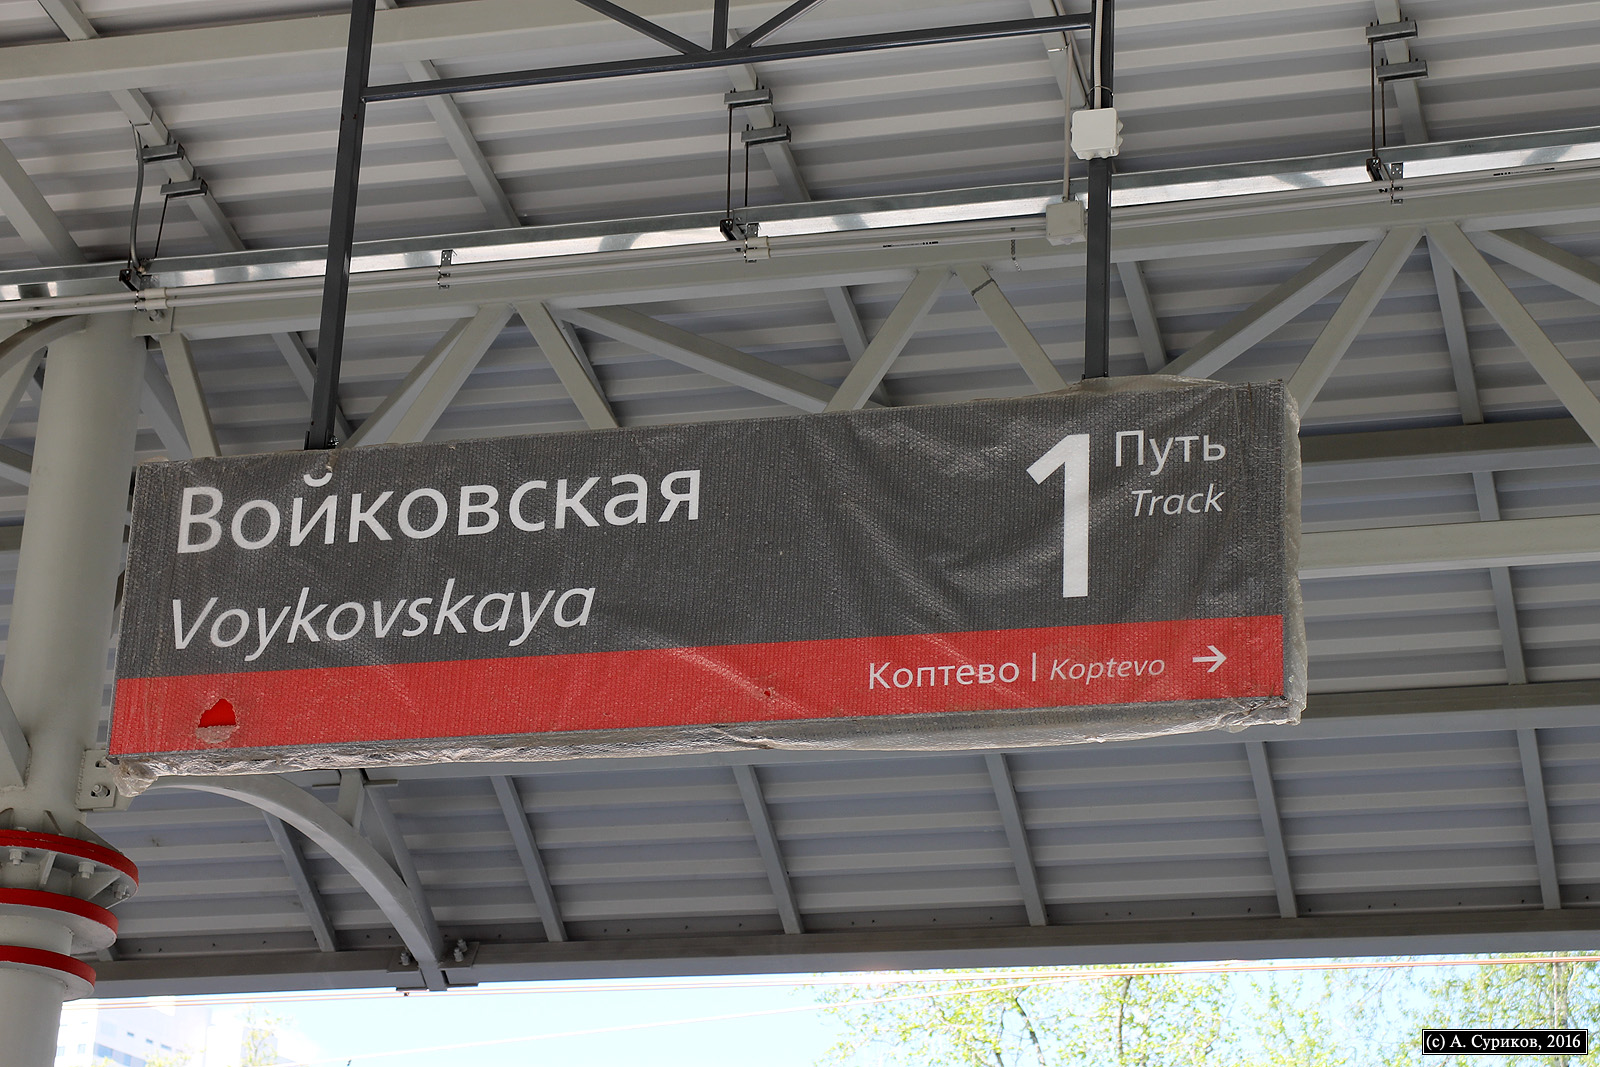 Войковская
Voykovskaya
1 Путь
Track
Коптево | Koptevo →
(c) А. Суриков, 2016